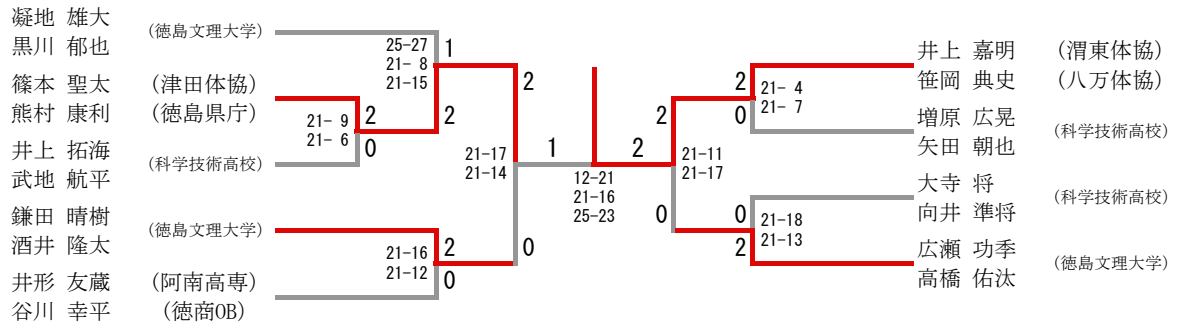 凝地 雄大
黒川 郁也
(徳島文理大学)
篠本 聖太 (津田体協)
熊村 康利 (徳島県庁)
井上 拓海
武地 航平
(科学技術高校)
鎌田 晴樹
酒井 隆太
(徳島文理大学)
井形 友蔵 (阿南高専)
谷川 幸平 (徳商OB)
21- 9
21- 6
2
0
25-27
21- 8
21-15
1
2
21-16
21-12
2
0
21-17
21-14
2
0
1
2
12-21
21-16
25-23
21-11
21-17
2
0
2
0
21- 4
21- 7
0
2
21-18
21-13
井上 嘉明 (渭東体協)
笹岡 典史 (八万体協)
増原 広晃
矢田 朝也
(科学技術高校)
大寺 将
向井 準将
(科学技術高校)
広瀬 功季
高橋 佑汰
(徳島文理大学)